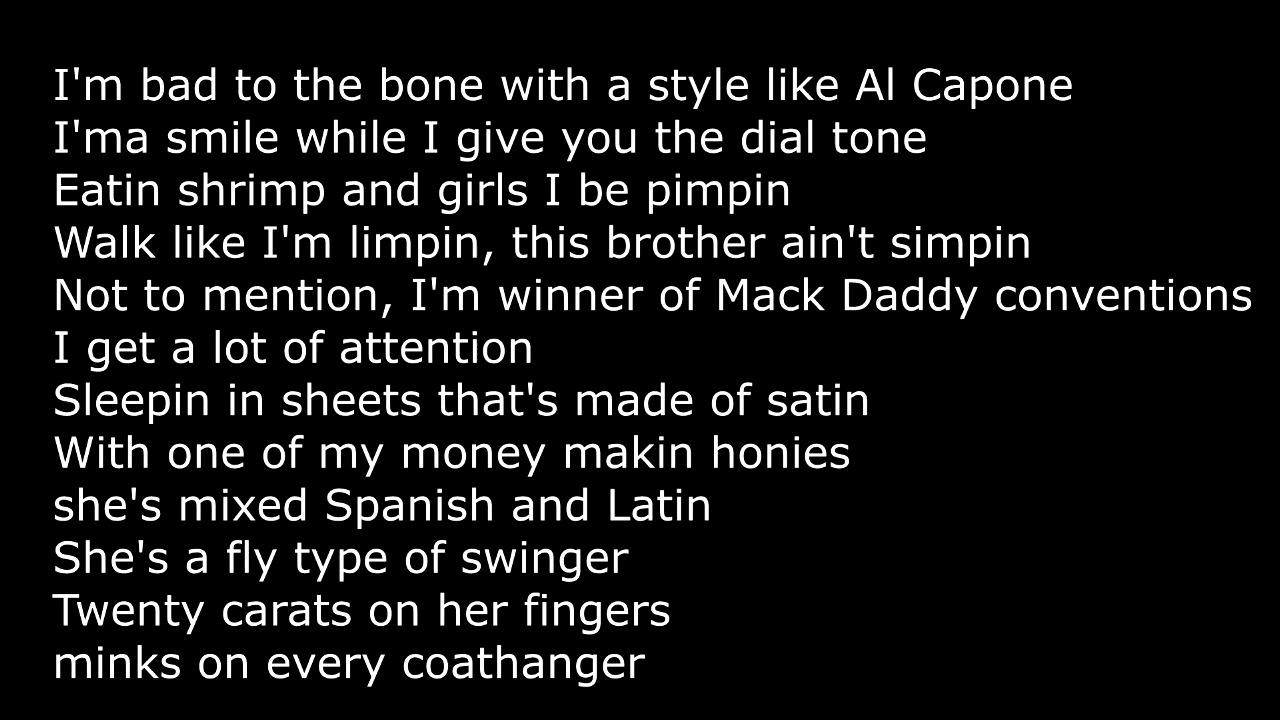 I'm bad to the bone with a style like Al Capone
I'ma smile while I give you the dial tone
Eatin shrimp and girls I be pimpin
Walk like I'm limpin, this brother ain't simpin
Not to mention, I'm winner of Mack Daddy conventions
I get a lot of attention
Sleepin in sheets that's made of satin
With one of my money makin honies
she's mixed Spanish and Latin
She's a fly type of swinger
Twenty carats on her fingers
minks on every coathanger